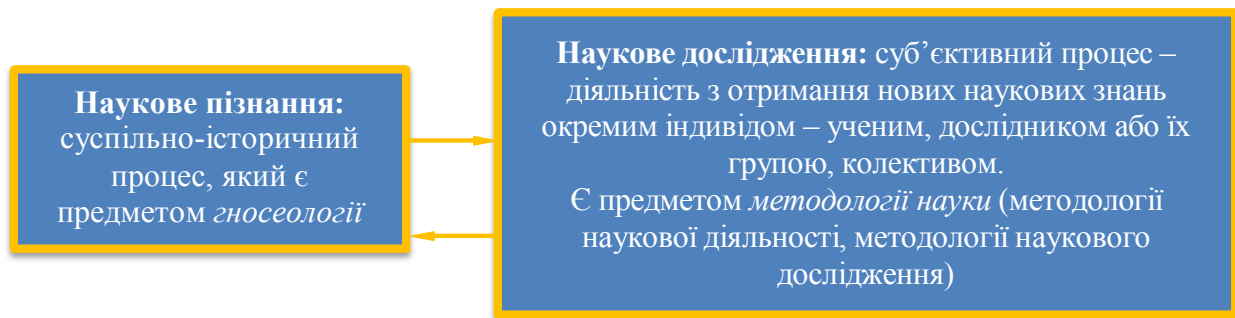 Наукове пізнання:
суспільно-історичний
процес, який є
предметом гносеології
Наукове дослідження: суб’єктивний процес –
діяльність з отримання нових наукових знань
окремим індивідом – ученим, дослідником або їх
групою, колективом.
Є предметом методології науки (методології
наукової діяльності, методології наукового
дослідження)